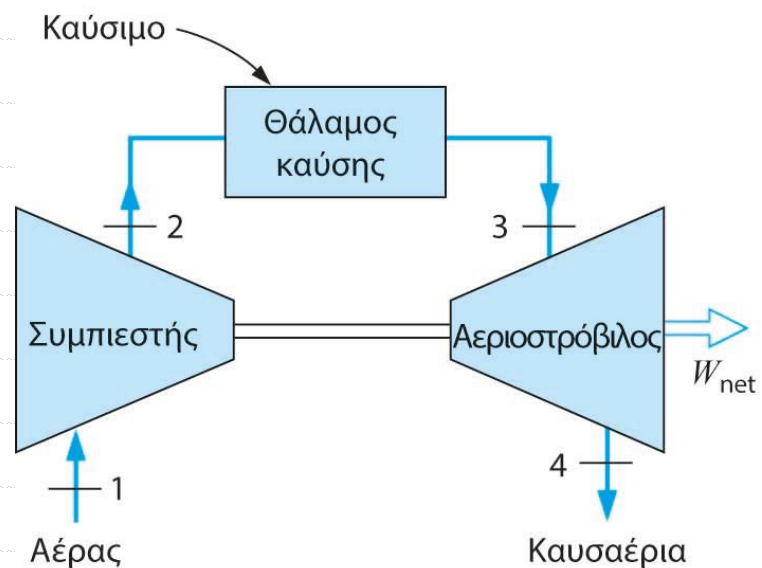 Καύσιμο
Θάλαμος
καύσης
2
3
Συμπιεστής
Αεριοστρόβιλος
W_net
1
4
Αέρας
Καυσαέρια